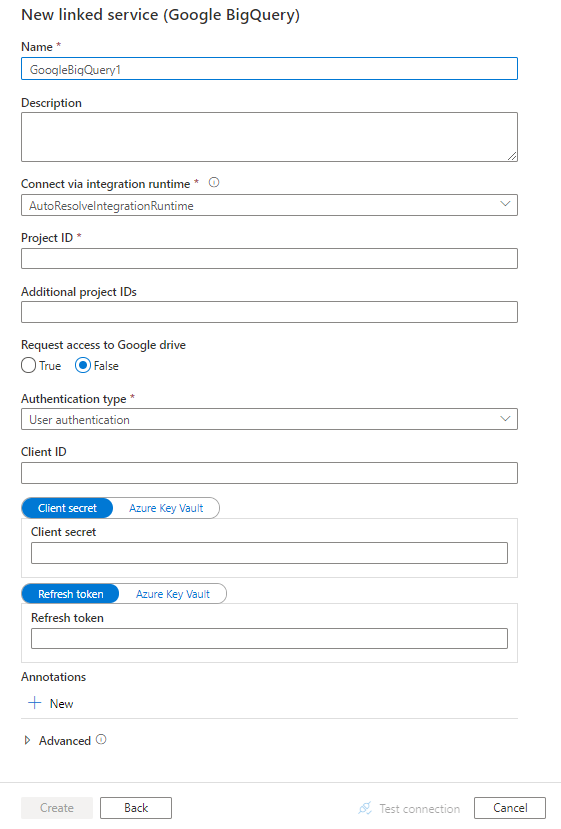 New linked service (Google BigQuery)
Name *
GoogleBigQuery1
Description
Connect via integration runtime *
AutoResolveIntegrationRuntime
Project ID *
Additional project IDs
Request access to Google drive
True False
Authentication type *
User authentication
Client ID
Client secret Azure Key Vault
Client secret
Refresh token Azure Key Vault
Refresh token
Annotations
New
Advanced
Create Back Test connection Cancel